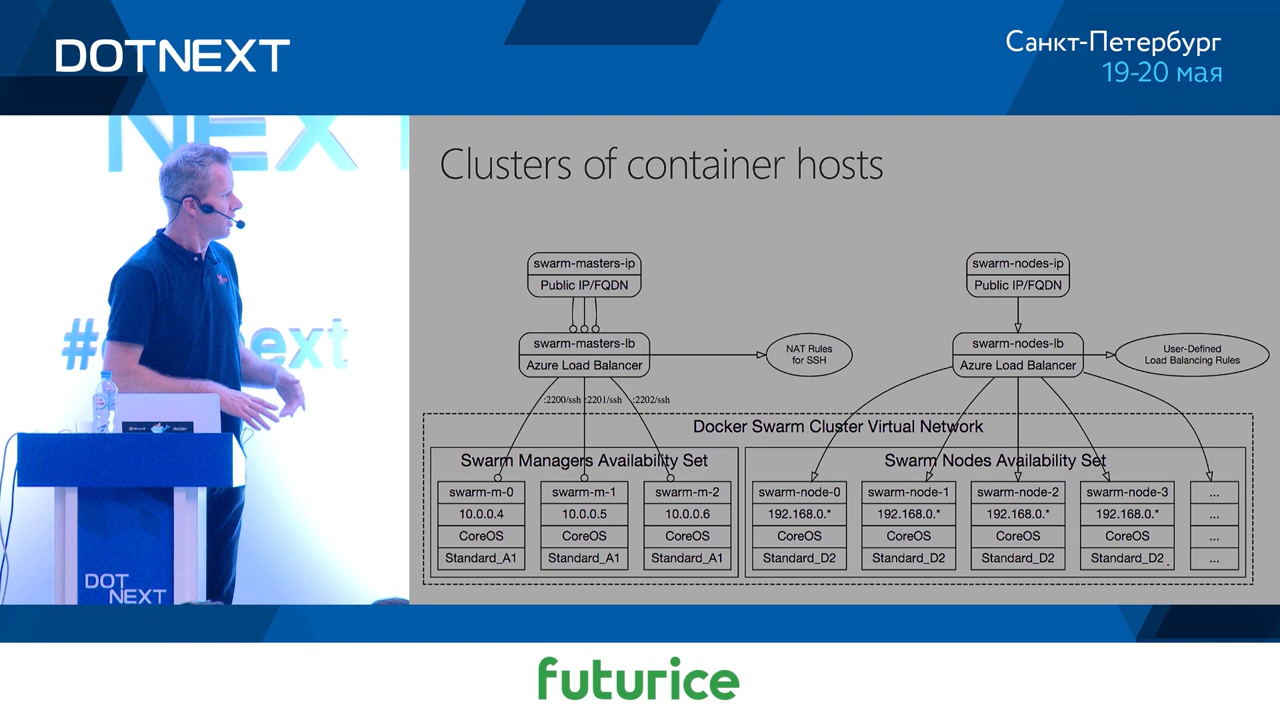 DOTNEXT
Санкт-Петербург
19-20 мая
NEXT
#d
next
DOT
NEXT
docker
Clusters of container hosts
swarm-masters-ip
Public IP/FQDN
swarm-nodes-ip
Public IP/FQDN
swarm-masters-lb
Azure Load Balancer
NAT Rules
for SSH
swarm-nodes-lb
Azure Load Balancer
User-Defined
Load Balancing Rules
:2200/ssh :2201/ssh :2202/ssh
Docker Swarm Cluster Virtual Network
Swarm Managers Availability Set
swarm-m-0 swarm-m-1 swarm-m-2
10.0.0.4 10.0.0.5 10.0.0.6
CoreOS CoreOS CoreOS
Standard_A1 Standard_A1 Standard_A1
Swarm Nodes Availability Set
swarm-node-0 swarm-node-1 swarm-node-2 swarm-node-3 ...
192.168.0.* 192.168.0.* 192.168.0.* 192.168.0.* ...
CoreOS CoreOS CoreOS CoreOS ...
Standard_D2 Standard_D2 Standard_D2 Standard_D2 ...
futurice